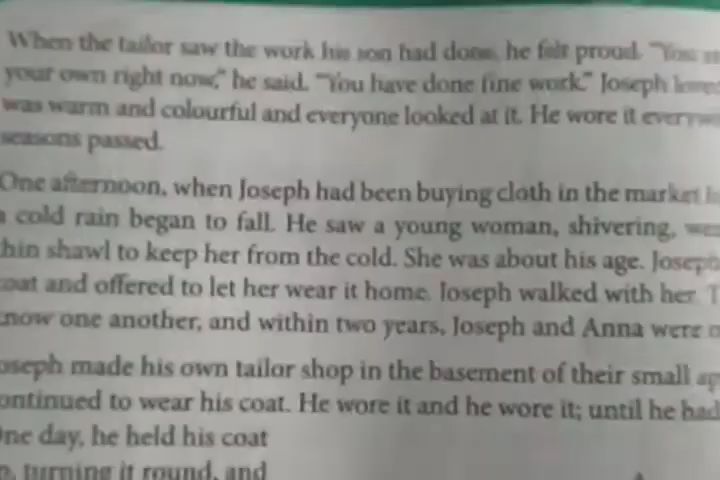 When the tailor saw the work his son had done, he felt proud. "You
your own right now," he said. "You have done fine work." Joseph loved
was warm and colourful and everyone looked at it. He wore it
seasons passed.
One afternoon, when Joseph had been buying cloth in the market
a cold rain began to fall. He saw a young woman, shivering,
thin shawl to keep her from the cold. She was about his age. Joseph
coat and offered to let her wear it home. Joseph walked with her.
know one another, and within two years, Joseph and Anna were
Joseph made his own tailor shop in the basement of their small
continued to wear his coat. He wore it and he wore it; until he had
One day, he held his coat
turning it round, and